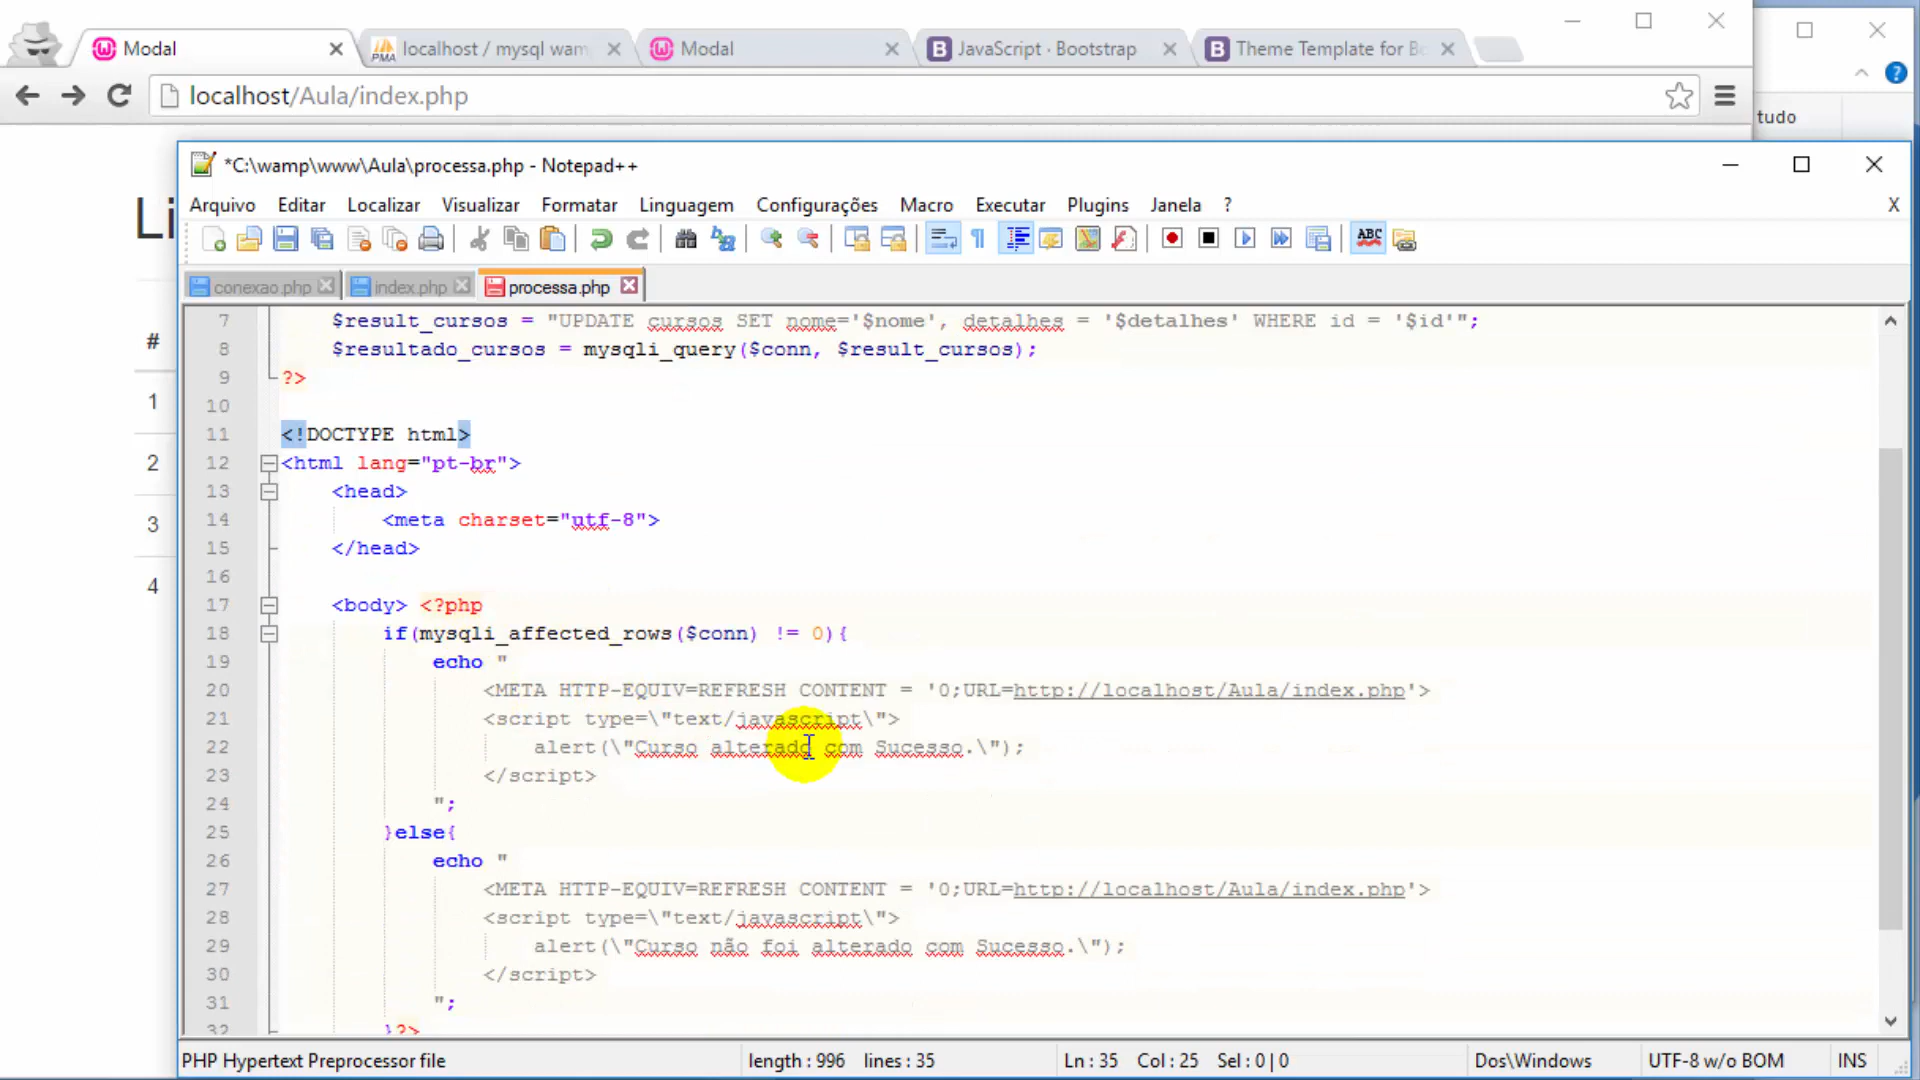 Modal
localhost / mysql wam
Modal
JavaScript · Bootstrap
Theme Template for Bo
localhost/Aula/index.php
tudo
Li
*C:\wamp\www\Aula\processa.php - Notepad++
Arquivo Editar Localizar Visualizar Formatar Linguagem Configurações Macro Executar Plugins Janela ? X
ABC
conexao.php index.php processa.php
#
1
2
3
4
7 $result_cursos = "UPDATE cursos SET nome='$nome', detalhes = '$detalhes' WHERE id = '$id'";
8 $resultado_cursos = mysqli_query($conn, $result_cursos);
9 ?>
10
11 <!DOCTYPE html>
12 <html lang="pt-br">
13 <head>
14 <meta charset="utf-8">
15 </head>
16
17 <body> <?php
18 if(mysqli_affected_rows($conn) != 0){
19 echo "
20 <META HTTP-EQUIV=REFRESH CONTENT = '0;URL=http://localhost/Aula/index.php'>
21 <script type=\"text/javascript\">
22 alert(\"Curso alterado com Sucesso.\");
23 </script>
24 ";
25 }else{
26 echo "
27 <META HTTP-EQUIV=REFRESH CONTENT = '0;URL=http://localhost/Aula/index.php'>
28 <script type=\"text/javascript\">
29 alert(\"Curso não foi alterado com Sucesso.\");
30 </script>
31 ";
32 }?>
PHP Hypertext Preprocessor file length : 996 lines : 35 Ln : 35 Col : 25 Sel : 0 | 0 Dos\Windows UTF-8 w/o BOM INS